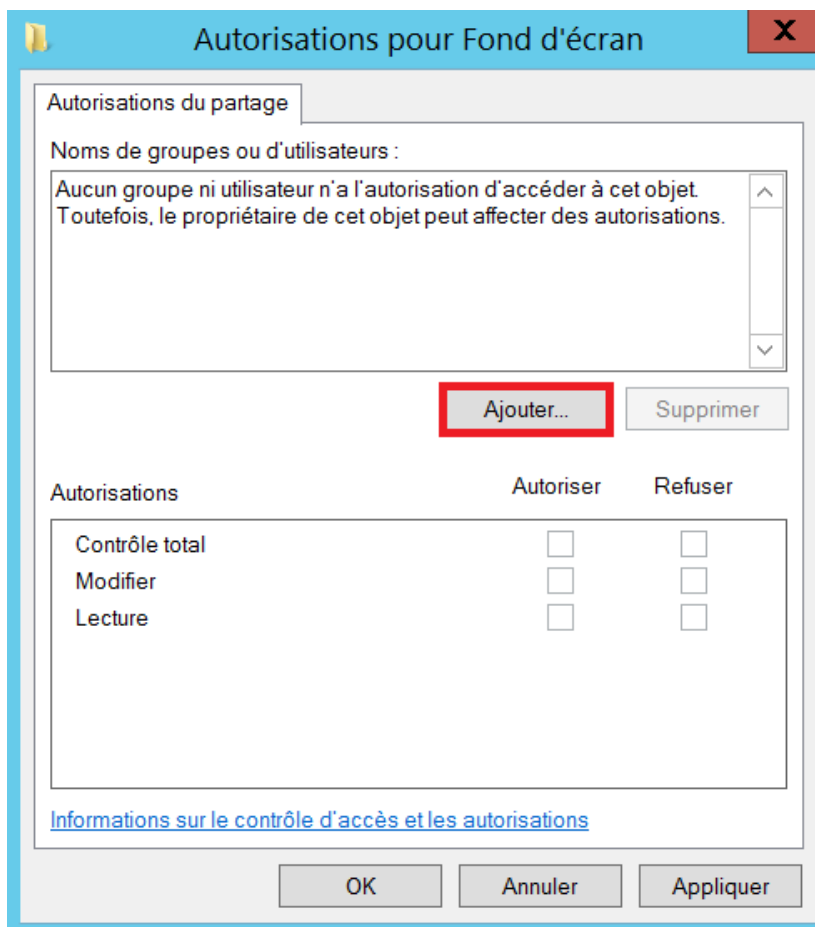 Autorisations pour Fond d'écran
X
Autorisations du partage
Noms de groupes ou d'utilisateurs :
Aucun groupe ni utilisateur n'a l'autorisation d'accéder à cet objet.
Toutefois, le propriétaire de cet objet peut affecter des autorisations.
Ajouter... Supprimer
Autorisations Autoriser Refuser
Contrôle total
Modifier
Lecture
Informations sur le contrôle d'accès et les autorisations
OK Annuler Appliquer